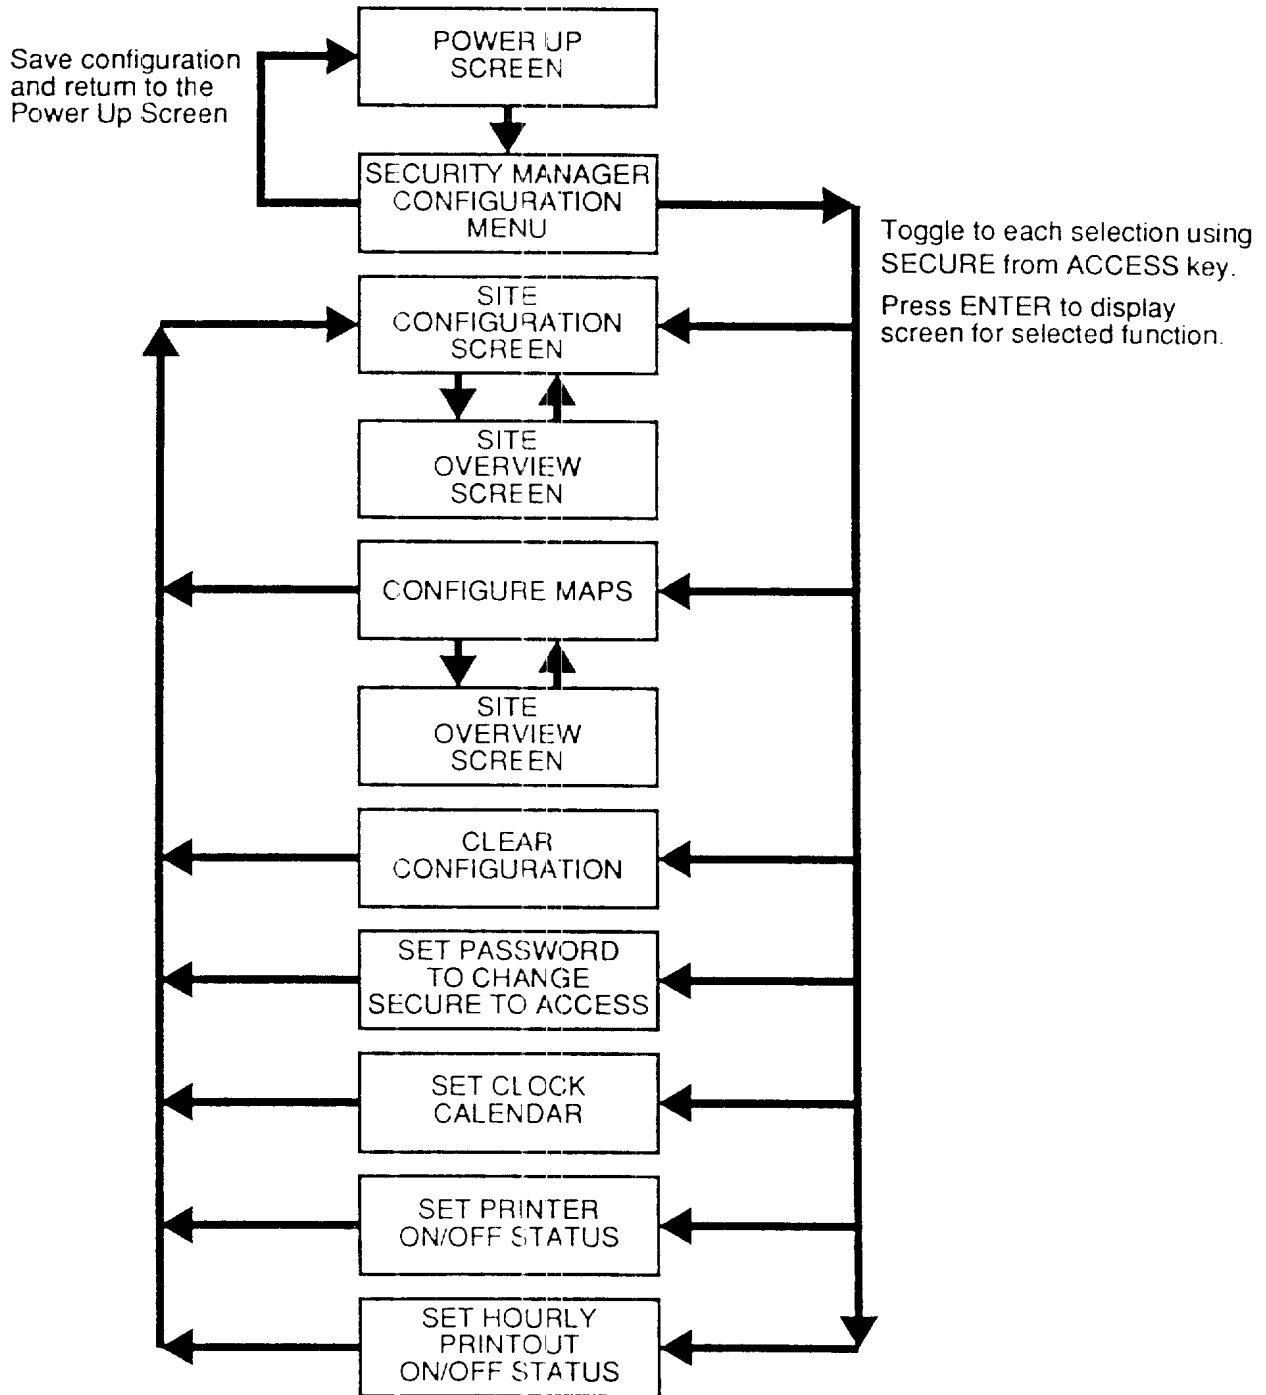 Save configuration
and return to the
Power Up Screen
POWER UP
SCREEN
SECURITY MANAGER
CONFIGURATION
MENU
Toggle to each selection using
SECURE from ACCESS key.
Press ENTER to display
screen for selected function.
SITE
CONFIGURATION
SCREEN
SITE
OVERVIEW
SCREEN
CONFIGURE MAPS
SITE
OVERVIEW
SCREEN
CLEAR
CONFIGURATION
SET PASSWORD
TO CHANGE
SECURE TO ACCESS
SET CLOCK
CALENDAR
SET PRINTER
ON/OFF STATUS
SET HOURLY
PRINTOUT
ON/OFF STATUS